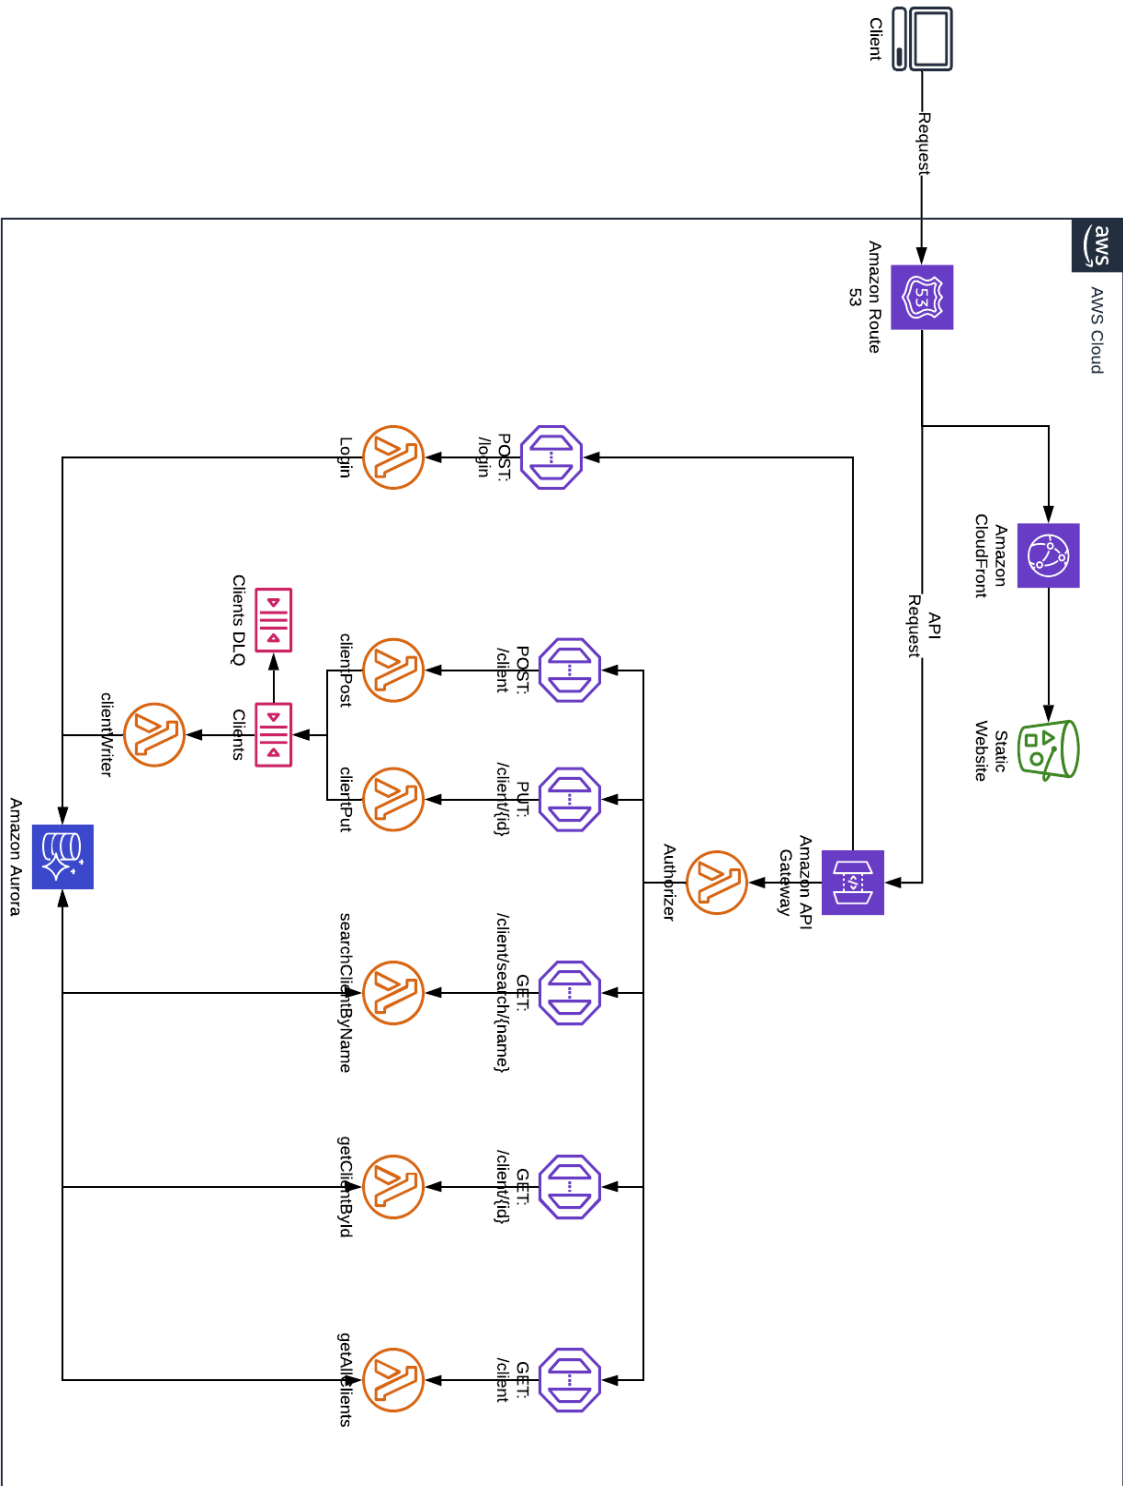 aws
AWS Cloud
Client
Request
53
Amazon Route
53
Amazon
CloudFront
Static
Website
API
Request
Amazon API
Gateway
</>
Authorizer
POST:
/login
POST:
/client
PUT:
/client/{id}
GET:
/client/search/{name}
GET:
/client/{id}
GET:
/client
Login
clientPost
clientPut
searchClientByName
getClientById
getAllClients
Clients DLQ
Clients
clientWriter
Amazon Aurora